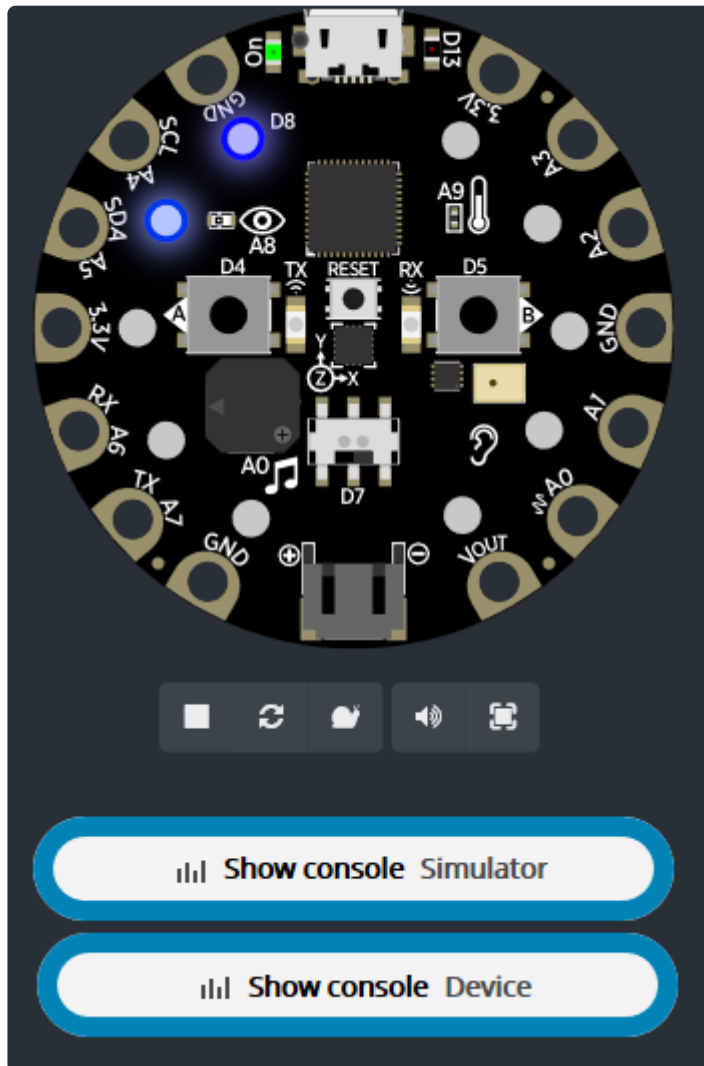 On
D13
GND
D8
3.3V
SCL
A4
A3
SDA
A5
A8
A9
A2
D4
TX
RESET
RX
D5
A
B
3.3V
GND
Y
Z
X
RX
A6
A1
A0
D7
TX
A7
A0
GND
VOUT
Show console Simulator
Show console Device